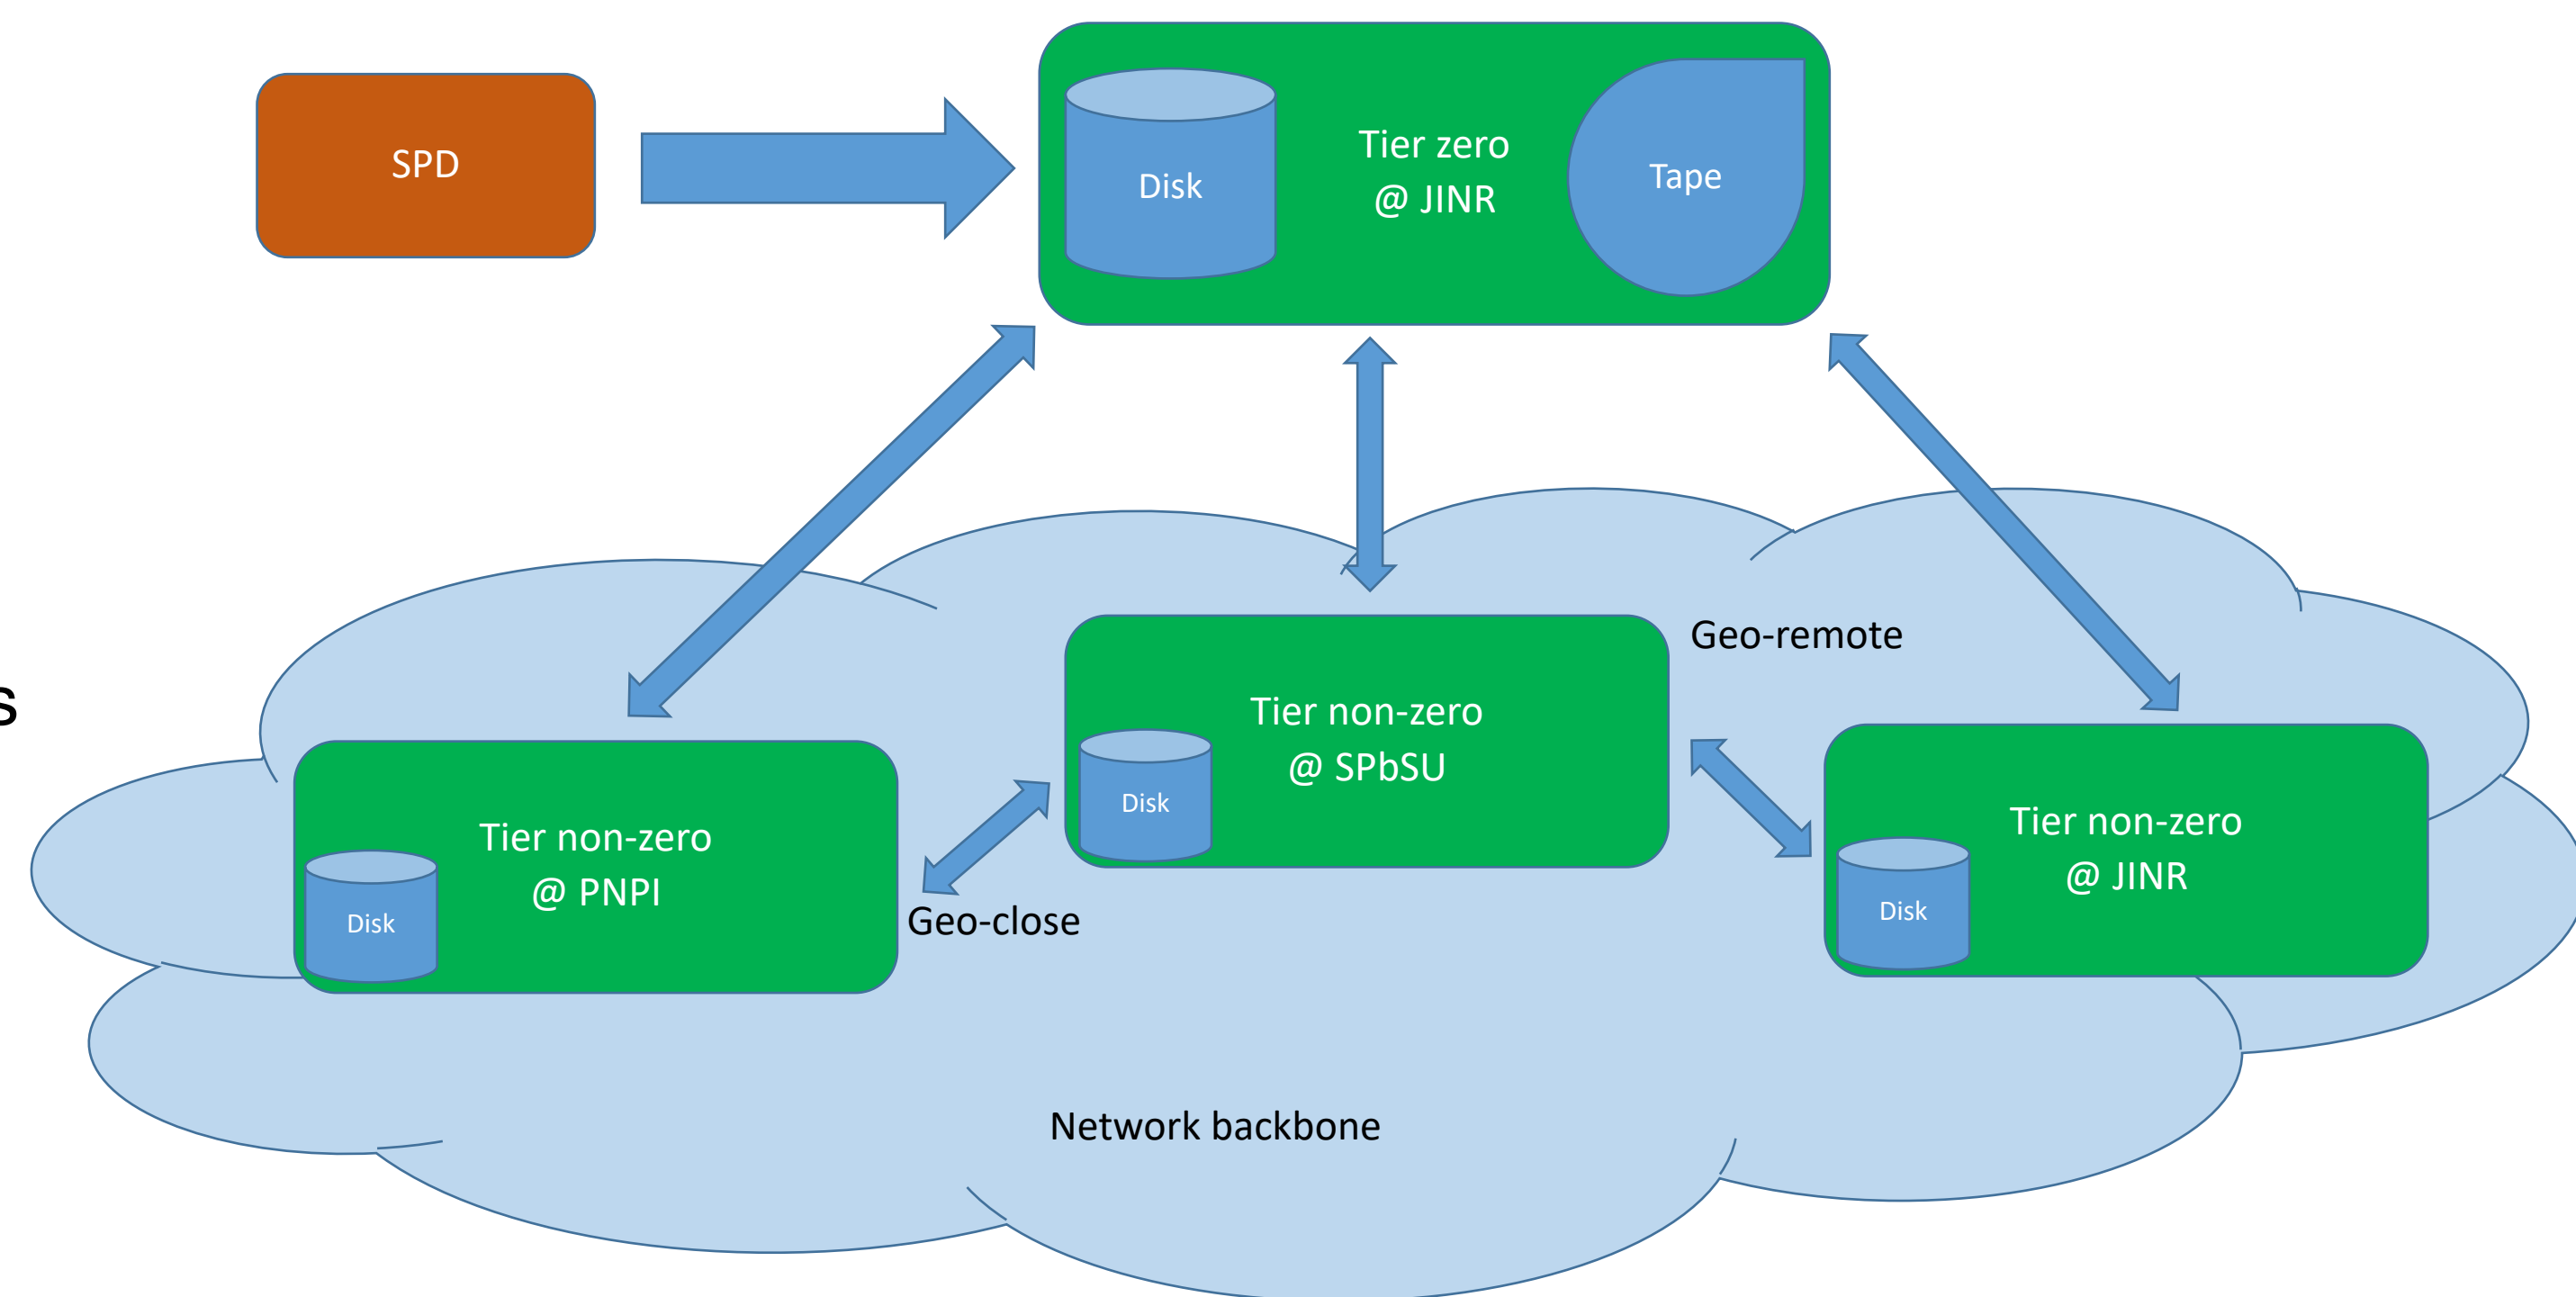 SPD
Disk
Tier zero
@ JINR
Tape
Geo-remote
s
Tier non-zero
@ SPbSU
Disk
Tier non-zero
@ PNPI
Disk
Geo-close
Tier non-zero
@ JINR
Disk
Network backbone